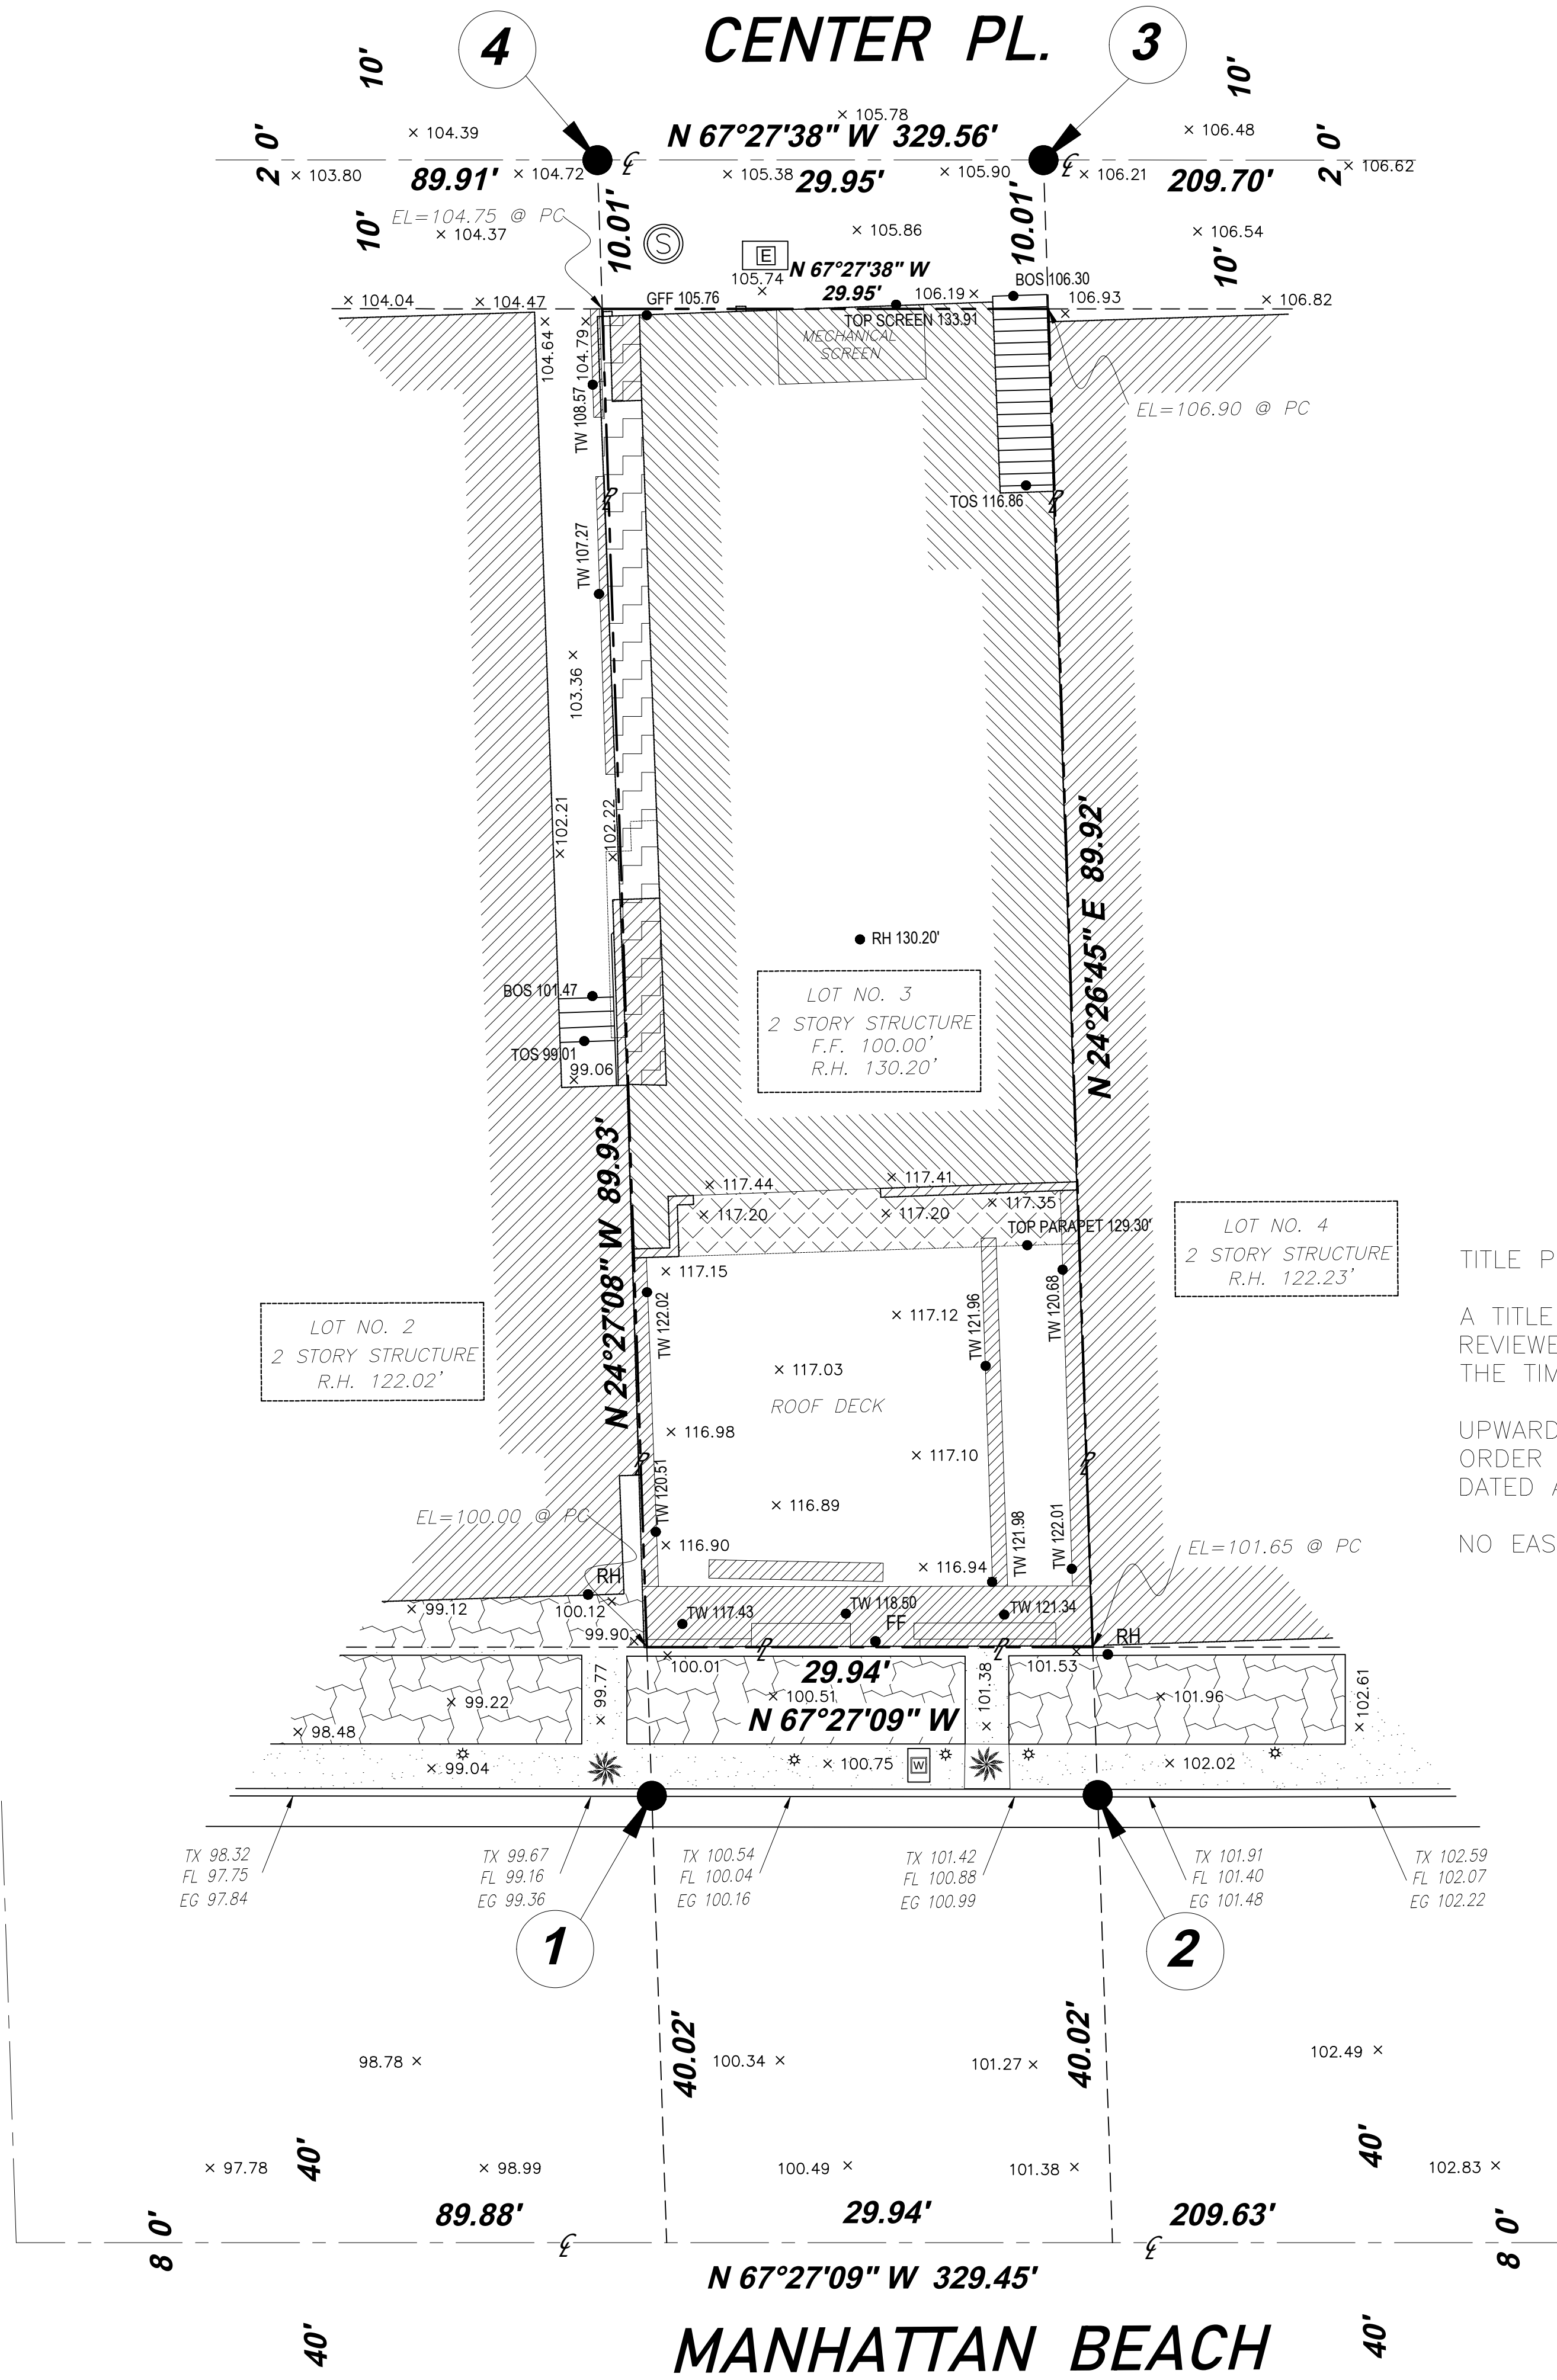 CENTER PL.
4
3
10'
10'
× 105.78
× 104.39
N 67°27'38" W 329.56'
× 106.48
2 0'
2 0'
× 103.80
89.91'
× 104.72
× 105.38
29.95'
× 105.90
× 106.21
209.70'
× 106.62
10'
EL=104.75 @ PC
× 104.37
10.01'
S
E
× 105.86
10.01'
× 106.54
10'
105.74
N 67°27'38" W
29.95'
BOS 106.30
× 104.04
× 104.47
GFF 105.76
106.19 ×
106.93
× 106.82
TOP SCREEN 133.91
MECHANICAL
SCREEN
104.64
104.79
TW 108.57
EL=106.90 @ PC
TOS 116.86
TW 107.27
103.36
102.21
102.22
N 24°26'45" E 89.92'
RH 130.20'
BOS 101.47
TOS 99.01
99.06
LOT NO. 3
2 STORY STRUCTURE
F.F. 100.00'
R.H. 130.20'
N 24°27'08" W 89.93'
× 117.44
× 117.41
× 117.20
× 117.20
× 117.35
TOP PARAPET 129.30'
LOT NO. 4
2 STORY STRUCTURE
R.H. 122.23'
TITLE P
× 117.15
TW 122.02
× 117.12
TW 121.96
TW 120.68
A TITLE
REVIEWE
THE TIM
LOT NO. 2
2 STORY STRUCTURE
R.H. 122.02'
× 117.03
ROOF DECK
× 116.98
× 117.10
UPWARD
ORDER
DATED A
TW 120.51
× 116.89
EL=100.00 @ PC
× 116.90
× 116.94
TW 121.98
TW 122.01
EL=101.65 @ PC
NO EAS
RH
× 99.12
100.12
TW 117.43
TW 118.50
TW 121.34
99.90
FF
RH
100.01
29.94'
101.53
99.77
× 99.22
× 100.51
101.38
× 101.96
102.61
× 98.48
N 67°27'09" W
× 99.04
× 100.75
W
× 102.02
TX 98.32
FL 97.75
EG 97.84
TX 99.67
FL 99.16
EG 99.36
TX 100.54
FL 100.04
EG 100.16
TX 101.42
FL 100.88
EG 100.99
TX 101.91
FL 101.40
EG 101.48
TX 102.59
FL 102.07
EG 102.22
1
2
40.02'
40.02'
98.78 ×
100.34 ×
101.27 ×
102.49 ×
40'
40'
× 97.78
× 98.99
100.49 ×
101.38 ×
102.83 ×
8 0'
89.88'
29.94'
209.63'
8 0'
N 67°27'09" W 329.45'
40'
MANHATTAN BEACH
40'